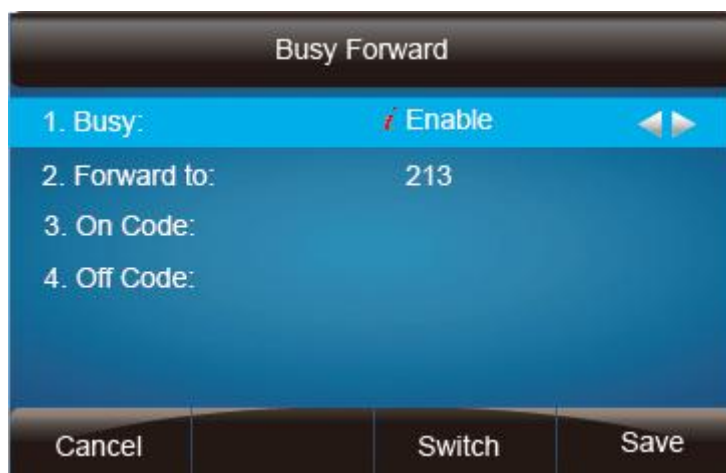 Busy Forward
1. Busy: i Enable
2. Forward to: 213
3. On Code:
4. Off Code:
Cancel Switch Save